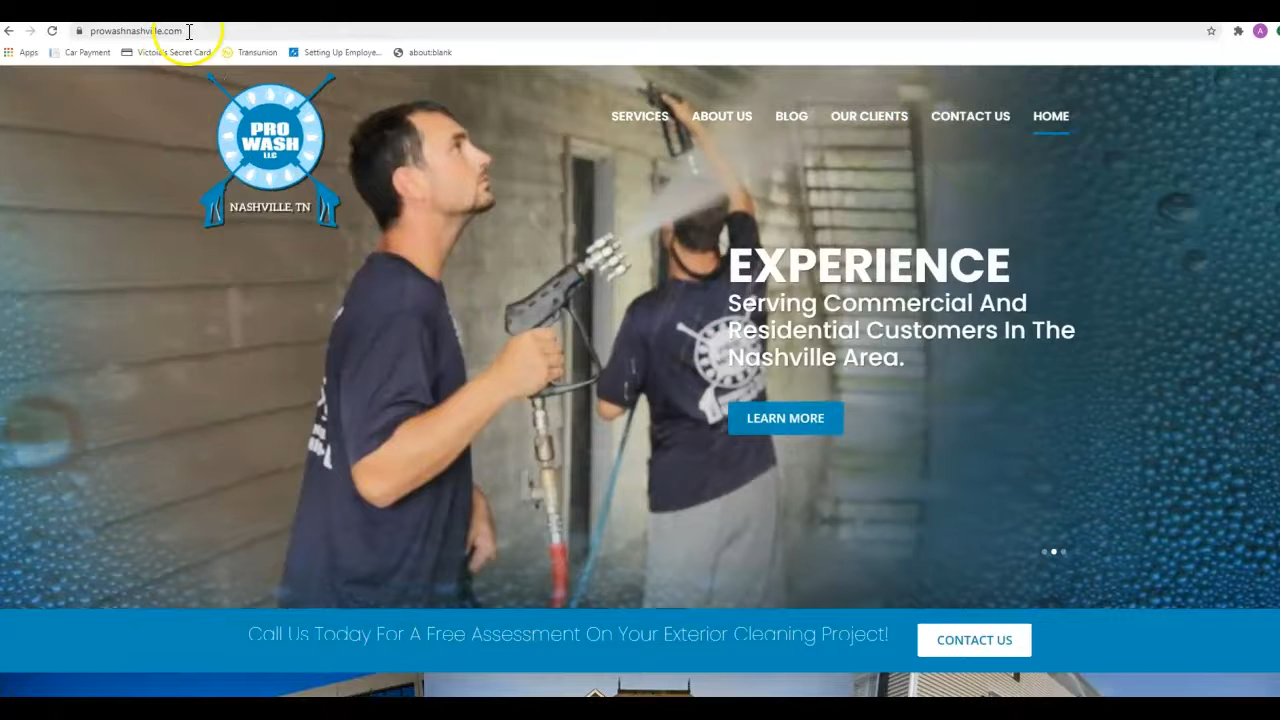 prowashnashville.com
Apps Car Payment Victoria's Secret Card Transunion Setting Up Employe... about:blank
A
PRO
WASH
LLC
NASHVILLE, TN
SERVICES ABOUT US BLOG OUR CLIENTS CONTACT US HOME
EXPERIENCE
Serving Commercial And
Residential Customers In The
Nashville Area.
LEARN MORE
Call Us Today For A Free Assessment On Your Exterior Cleaning Project!
CONTACT US